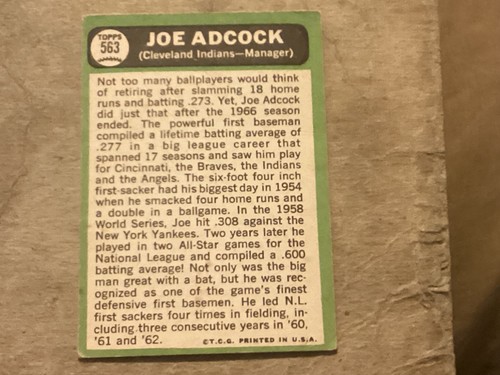 TOPPS
563
JOE ADCOCK
(Cleveland Indians—Manager)
Not too many ballplayers would think
of retiring after slamming 18 home
runs and batting .273. Yet, Joe Adcock
did just that after the 1966 season
ended. The powerful first baseman
compiled a lifetime batting average of
.277 in a big league career that
spanned 17 seasons and saw him play
for Cincinnati, the Braves, the Indians
and the Angels. The six-foot four inch
first-sacker had his biggest day in 1954
when he smacked four home runs and
a double in a ballgame. In the 1958
World Series, Joe hit .308 against the
New York Yankees. Two years later he
played in two All-Star games for the
National League and compiled a .600
batting average! Not only was the big
man great with a bat, but he was rec-
ognized as one of the game's finest
defensive first basemen. He led N.L.
first sackers four times in fielding, in-
cluding three consecutive years in '60,
'61 and '62.
©T.C.G. PRINTED IN U.S.A.